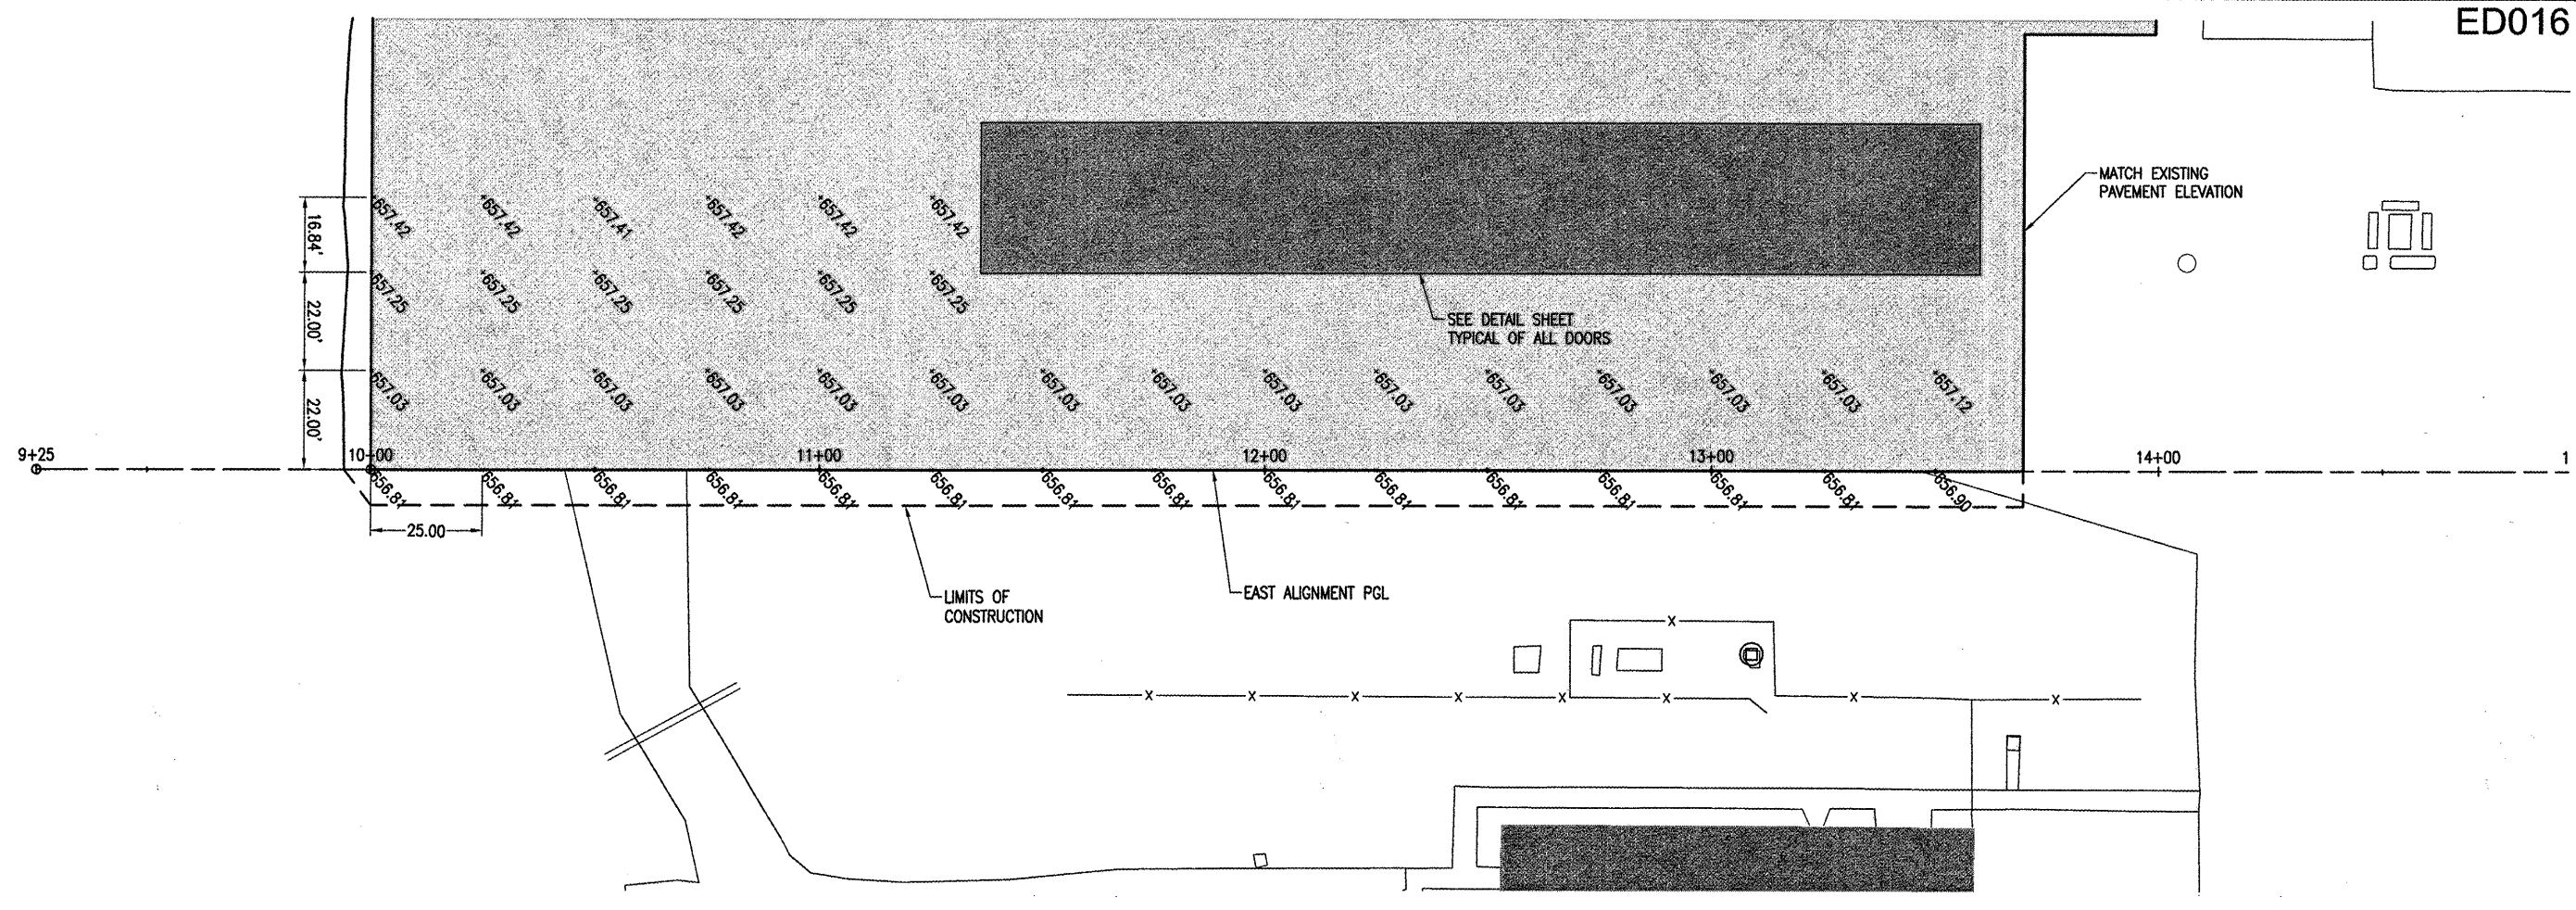 ED016
MATCH EXISTING
PAVEMENT ELEVATION
16.84'
+657.42 +657.42 +657.41 +657.42 +657.42 +657.42
22.00'
657.25 +657.25 +657.25 +657.25 +657.25 +657.25
SEE DETAIL SHEET
TYPICAL OF ALL DOORS
22.00'
657.03 +657.03 +657.03 +657.03 +657.03 +657.03 +657.03 +657.03 +657.03 +657.03 +657.03 +657.03 +657.03 +657.03 +657.12
9+25 10+00 11+00 12+00 13+00 14+00 1
656.81 656.81 656.81 656.81 656.81 656.81 656.81 656.81 656.81 656.81 656.81 656.81 656.81 656.81 656.90
25.00
LIMITS OF
CONSTRUCTION
EAST ALIGNMENT PGL
X
X X X X X X X X